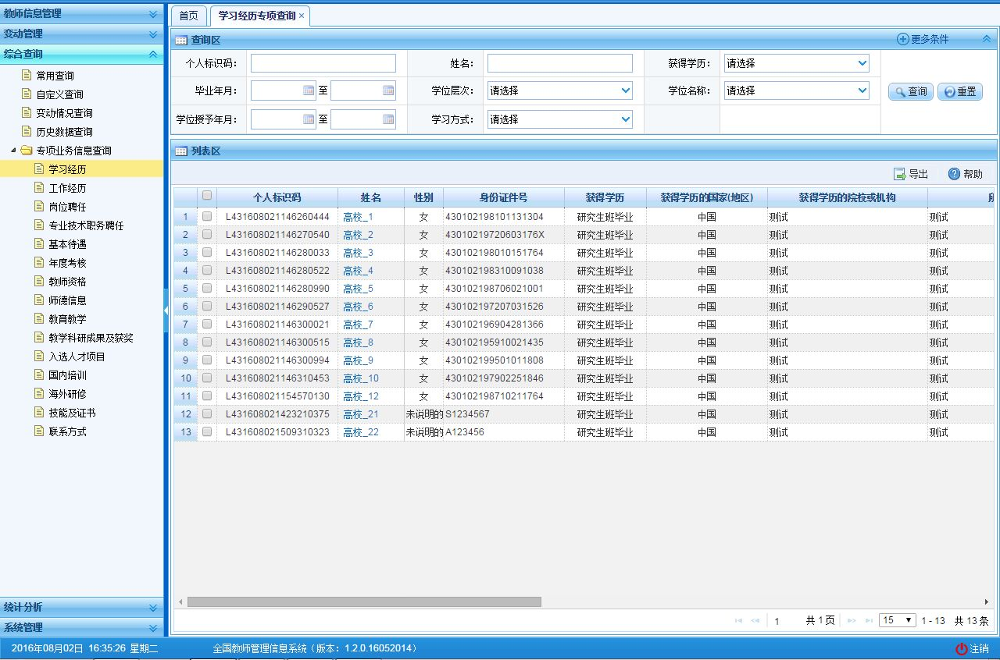 教师信息管理
变动管理
综合查询
常用查询
自定义查询
变动情况查询
历史数据查询
专项业务信息查询
学习经历
工作经历
岗位聘任
专业技术职务聘任
基本待遇
年度考核
教师资格
师德信息
教育教学
教学科研成果及获奖
入选人才项目
国内培训
海外研修
技能及证书
联系方式
统计分析
系统管理
首页 学习经历专项查询 ×
查询区 更多条件
个人标识码： 姓名： 获得学历： 请选择
毕业年月： 至 学位层次： 请选择 学位名称： 请选择
学位授予年月： 至 学习方式： 请选择
查询 重置
列表区
导出 帮助
个人标识码 姓名 性别 身份证件号 获得学历 获得学历的国家(地区) 获得学历的院校或机构
1 L431608021146260444 高校_1 女 430102198101131304 研究生班毕业 中国 测试 测试
2 L431608021146270540 高校_2 女 43010219720603176X 研究生班毕业 中国 测试 测试
3 L431608021146280033 高校_3 女 430102198010151764 研究生班毕业 中国 测试 测试
4 L431608021146280522 高校_4 女 430102198310091038 研究生班毕业 中国 测试 测试
5 L431608021146280990 高校_5 女 430102198706021001 研究生班毕业 中国 测试 测试
6 L431608021146290527 高校_6 女 430102197207031526 研究生班毕业 中国 测试 测试
7 L431608021146300021 高校_7 女 430102196904281366 研究生班毕业 中国 测试 测试
8 L431608021146300515 高校_8 女 430102195910021435 研究生班毕业 中国 测试 测试
9 L431608021146300994 高校_9 女 430102199501011808 研究生班毕业 中国 测试 测试
10 L431608021146310453 高校_10 女 430102197902251846 研究生班毕业 中国 测试 测试
11 L431608021154570130 高校_12 女 430102198710211764 研究生班毕业 中国 测试 测试
12 L431608021423210375 高校_21 未说明的 S1234567 研究生班毕业 中国 测试 测试
13 L431608021509310323 高校_22 未说明的 A123456 研究生班毕业 中国 测试 测试
1 共 1 页 15 1 - 13 共 13 条
2016年08月02日 16:35:26 星期二 全国教师管理信息系统（版本：1.2.0.16052014） 注销